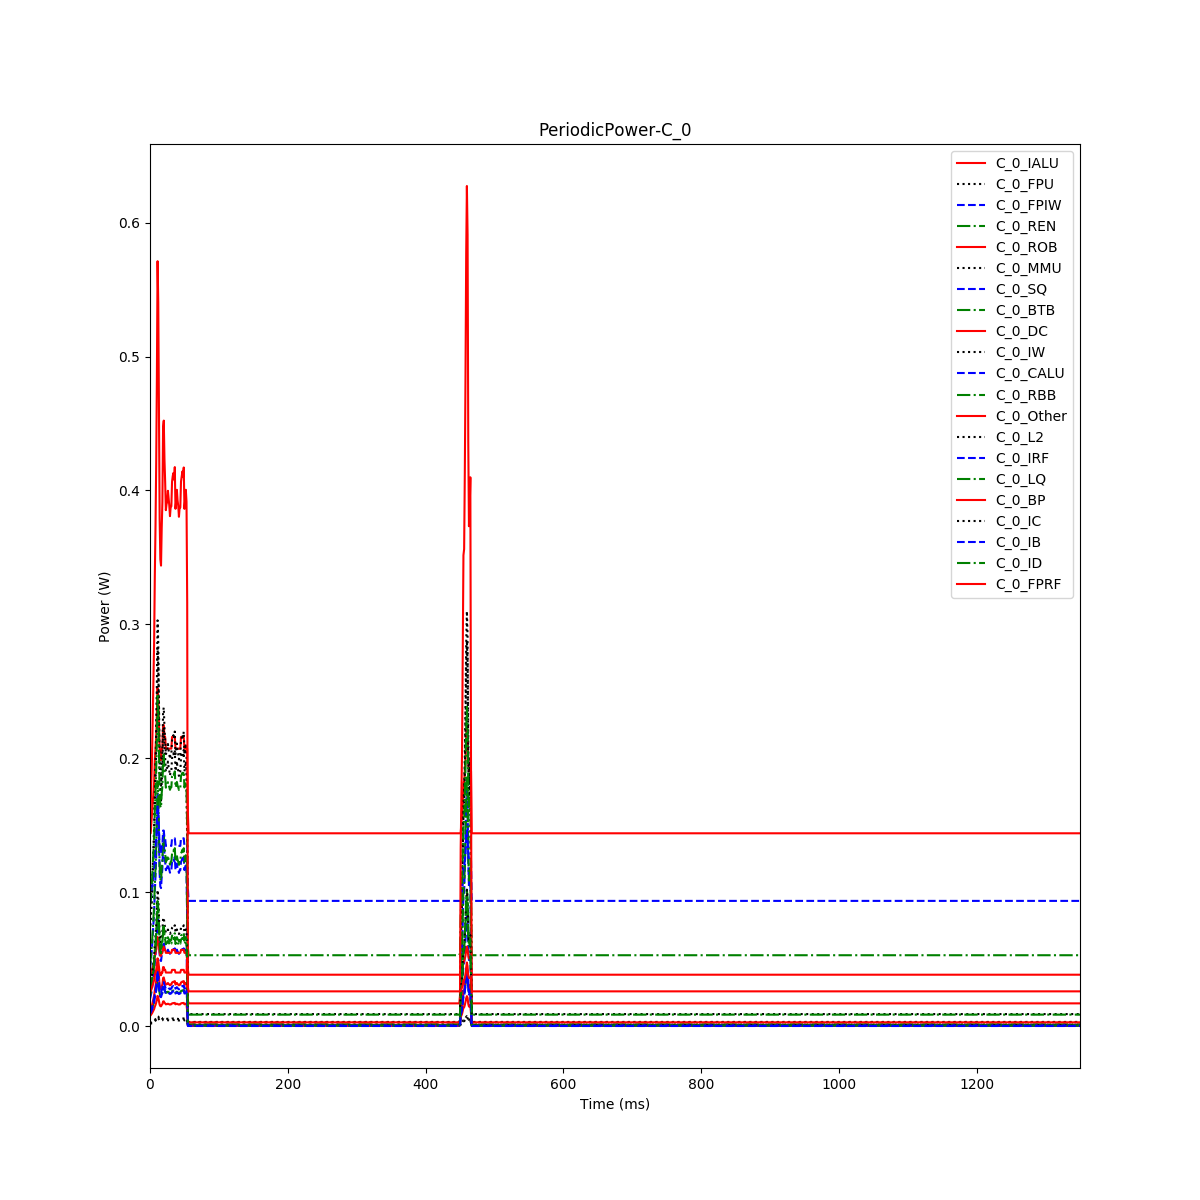 PeriodicPower-C_0
C_0_IALU
C_0_FPU
C_0_FPIW
C_0_REN
C_0_ROB
C_0_MMU
C_0_SQ
C_0_BTB
C_0_DC
C_0_IW
C_0_CALU
C_0_RBB
C_0_Other
C_0_L2
C_0_IRF
C_0_LQ
C_0_BP
C_0_IC
C_0_IB
C_0_ID
C_0_FPRF
0.6
0.5
0.4
0.3
0.2
0.1
0.0
Power (W)
0 200 400 600 800 1000 1200
Time (ms)